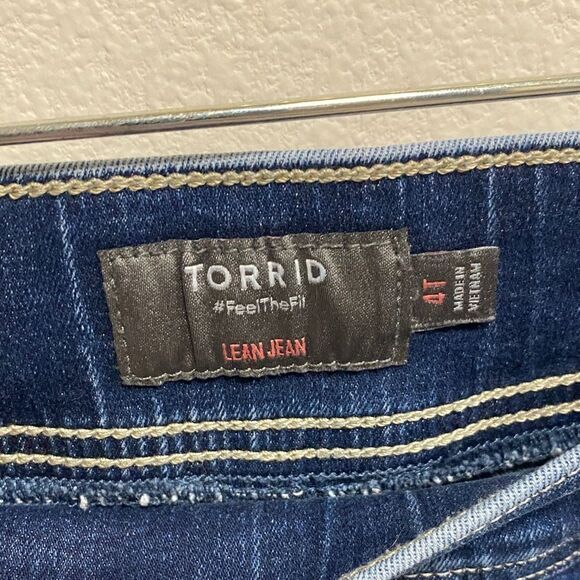 TORRID
#FeelTheFit
LEAN JEAN
4T
MADE IN
VIETNAM